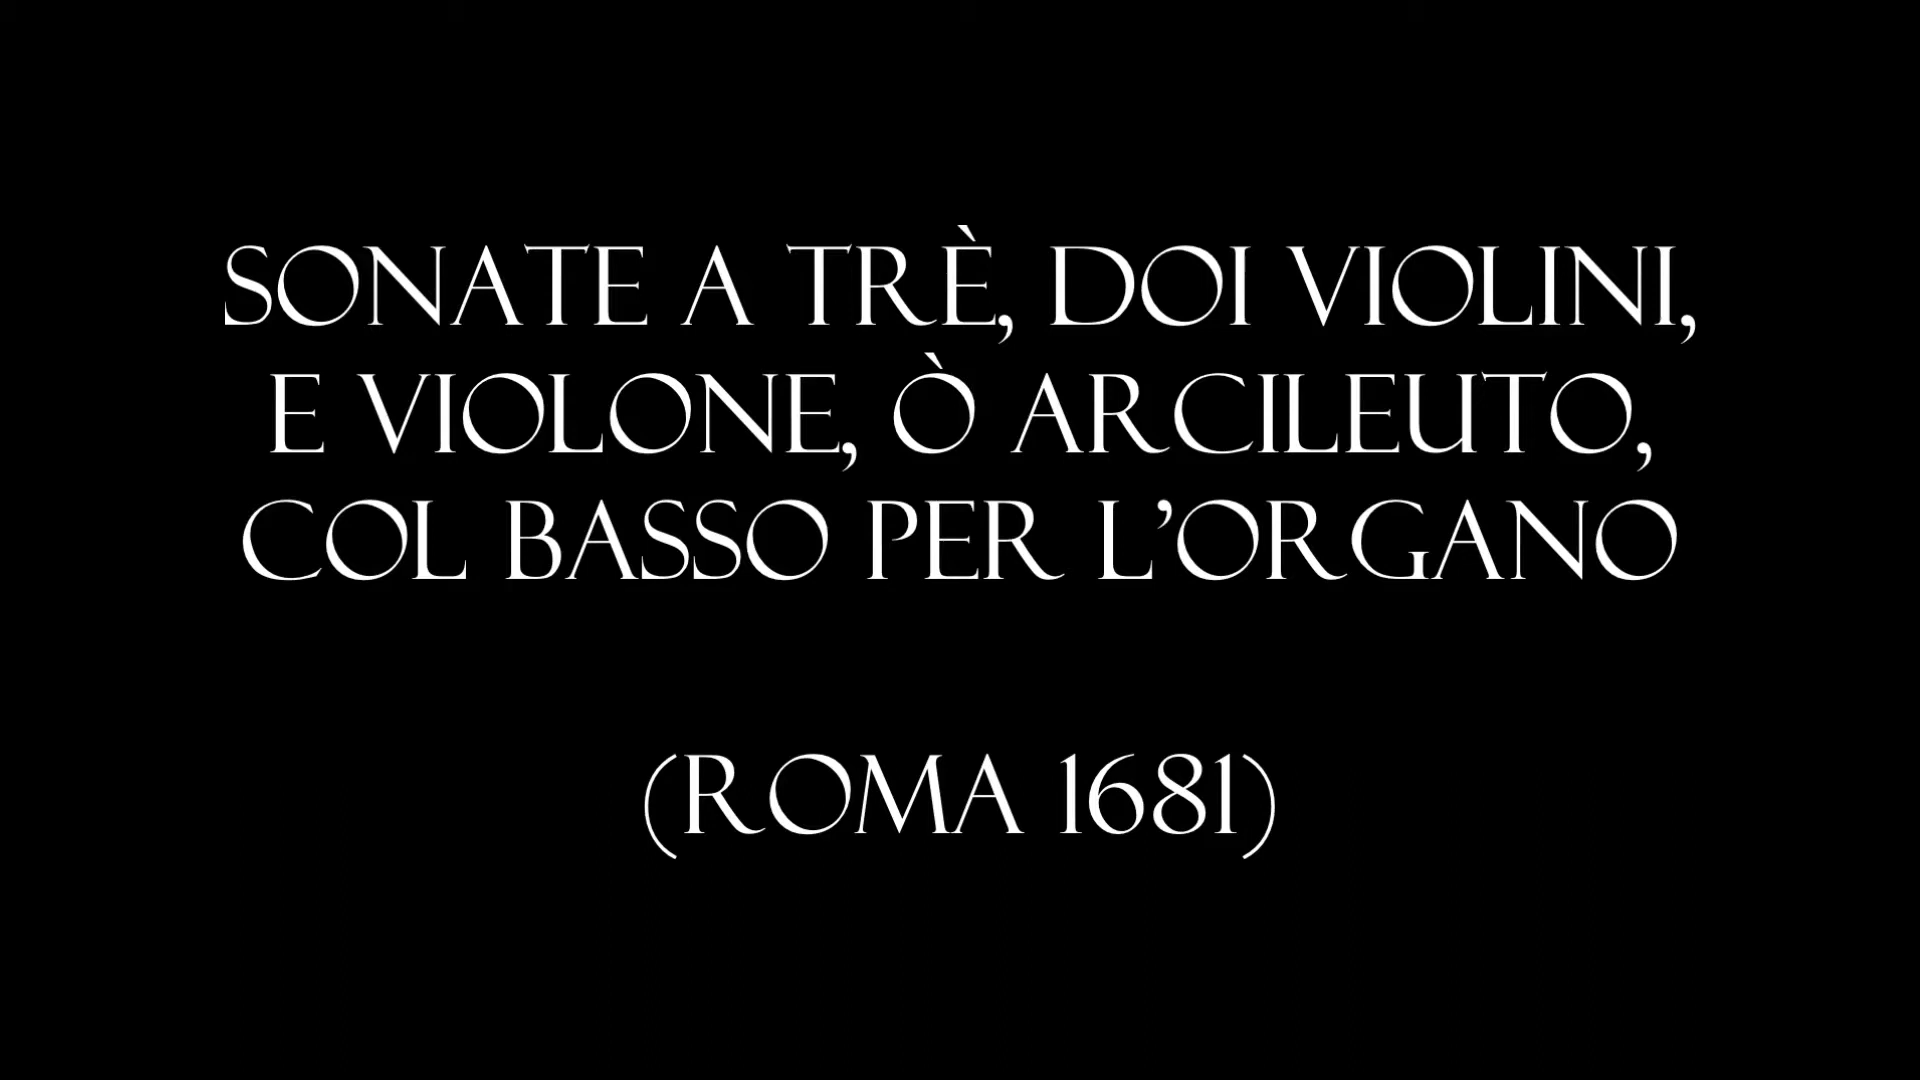 SONATE A TRÈ, DOI VIOLINI,
E VIOLONE, Ò ARCILEUTO,
COL BASSO PER L’ORGANO
(ROMA 1681)